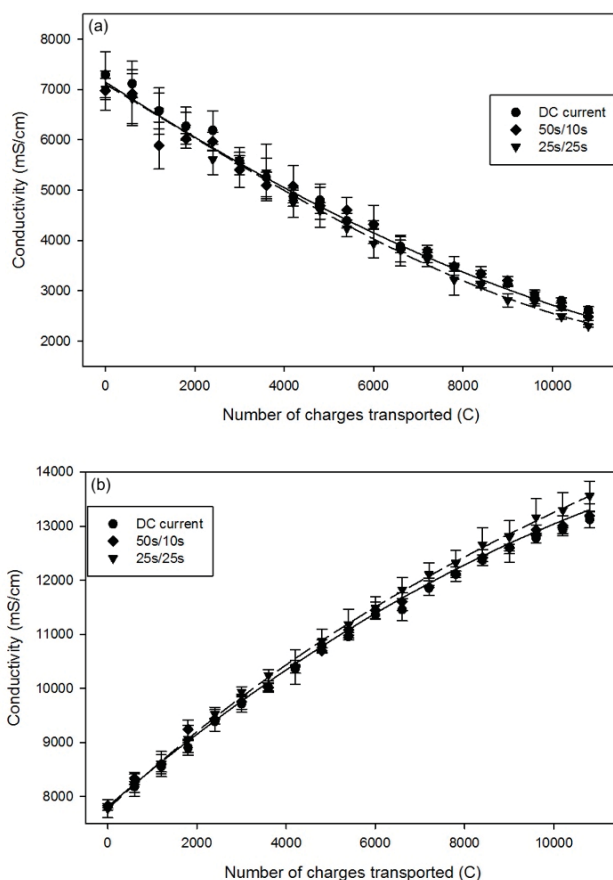 (a)
8000
7000
6000
5000
4000
3000
2000
Conductivity (mS/cm)
DC current
50s/10s
25s/25s
0 2000 4000 6000 8000 10000
Number of charges transported (C)
(b)
14000
13000
12000
11000
10000
9000
8000
Conductivity (mS/cm)
DC current
50s/10s
25s/25s
0 2000 4000 6000 8000 10000
Number of charges transported (C)